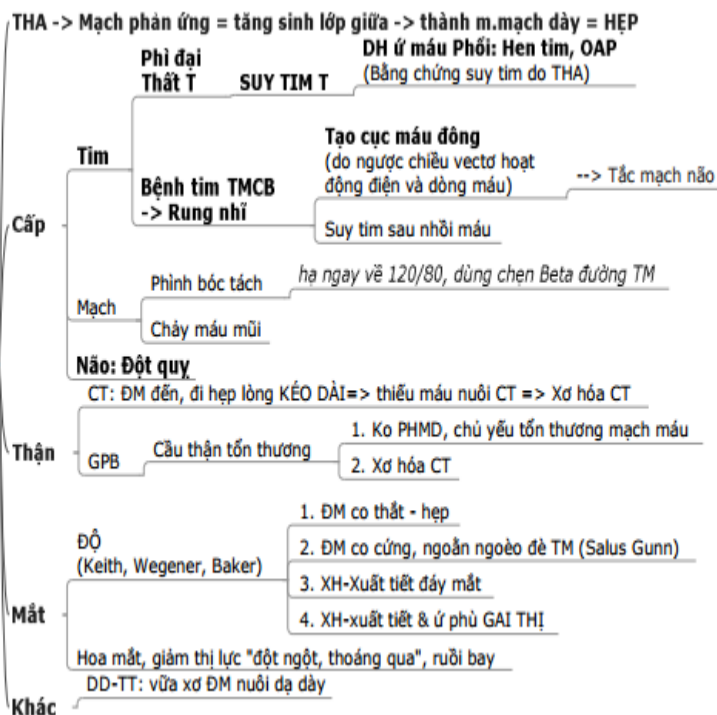 THA -> Mạch phản ứng = tăng sinh lớp giữa -> thành m.mạch dày = HẸP
Cấp
Tim
Phì đại
Thất T
SUY TIM T
DH ứ máu Phổi: Hen tim, OAP
(Bằng chứng suy tim do THA)
Bệnh tim TMCB
-> Rung nhĩ
Tạo cục máu đông
(do ngược chiều vectơ hoạt
động điện và dòng máu)
--> Tắc mạch não
Suy tim sau nhồi máu
Mạch
Phình bóc tách
hạ ngay về 120/80, dùng chẹn Beta đường TM
Chảy máu mũi
Não: Đột quỵ
Thận
CT: ĐM đến, đi hẹp lòng KÉO DÀI=> thiếu máu nuôi CT => Xơ hóa CT
GPB
Cầu thận tổn thương
1. Ko PHMD, chủ yếu tổn thương mạch máu
2. Xơ hóa CT
Mắt
ĐỘ
(Keith, Wegener, Baker)
1. ĐM co thắt - hẹp
2. ĐM co cứng, ngoằn ngoèo đè TM (Salus Gunn)
3. XH-Xuất tiết đáy mắt
4. XH-xuất tiết & ứ phù GAI THỊ
Hoa mắt, giảm thị lực "đột ngột, thoáng qua", ruồi bay
Khác
DD-TT: vữa xơ ĐM nuôi dạ dày